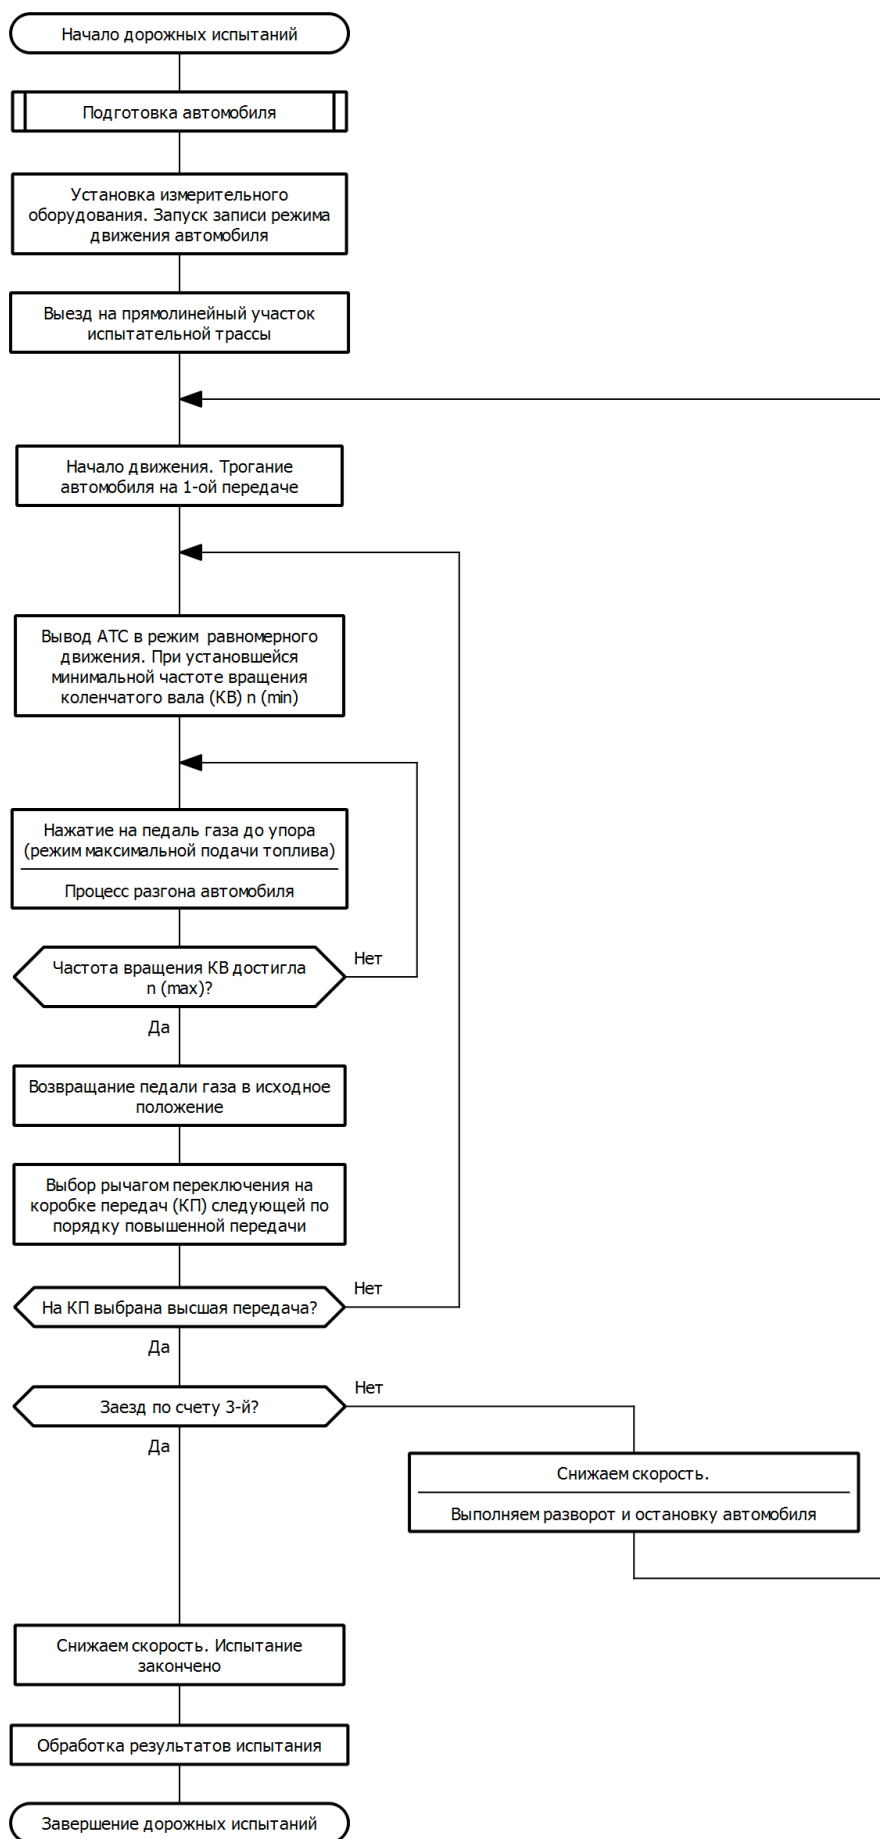 Начало дорожных испытаний
Подготовка автомобиля
Установка измерительного
оборудования. Запуск записи режима
движения автомобиля
Выезд на прямолинейный участок
испытательной трассы
Начало движения. Трогание
автомобиля на 1-ой передаче
Вывод АТС в режим равномерного
движения. При установшейся
минимальной частоте вращения
коленчатого вала (КВ) n (min)
Нажатие на педаль газа до упора
(режим максимальной подачи топлива)
Процесс разгона автомобиля
Частота вращения КВ достигла
n (max)?
Нет
Да
Возвращание педали газа в исходное
положение
Выбор рычагом переключения на
коробке передач (КП) следующей по
порядку повышенной передачи
На КП выбрана высшая передача?
Нет
Да
Заезд по счету 3-й?
Нет
Да
Снижаем скорость.
Выполняем разворот и остановку автомобиля
Снижаем скорость. Испытание
закончено
Обработка результатов испытания
Завершение дорожных испытаний